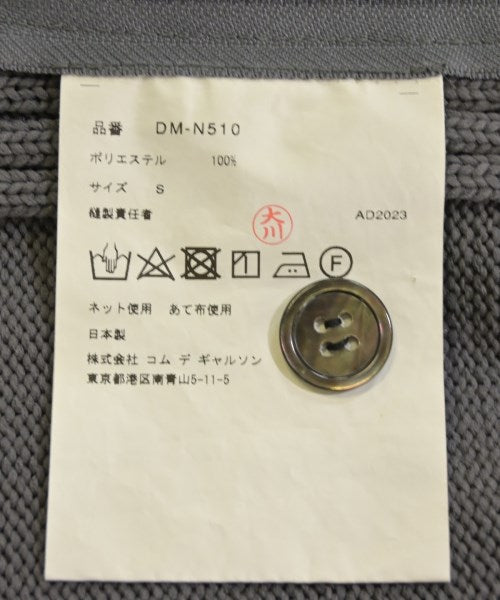 品番 DM-N510
ポリエステル 100%
サイズ S
縫製責任者 大川 AD2023
F
ネット使用 あて布使用
日本製
株式会社 コム デ ギャルソン
東京都港区南青山5-11-5